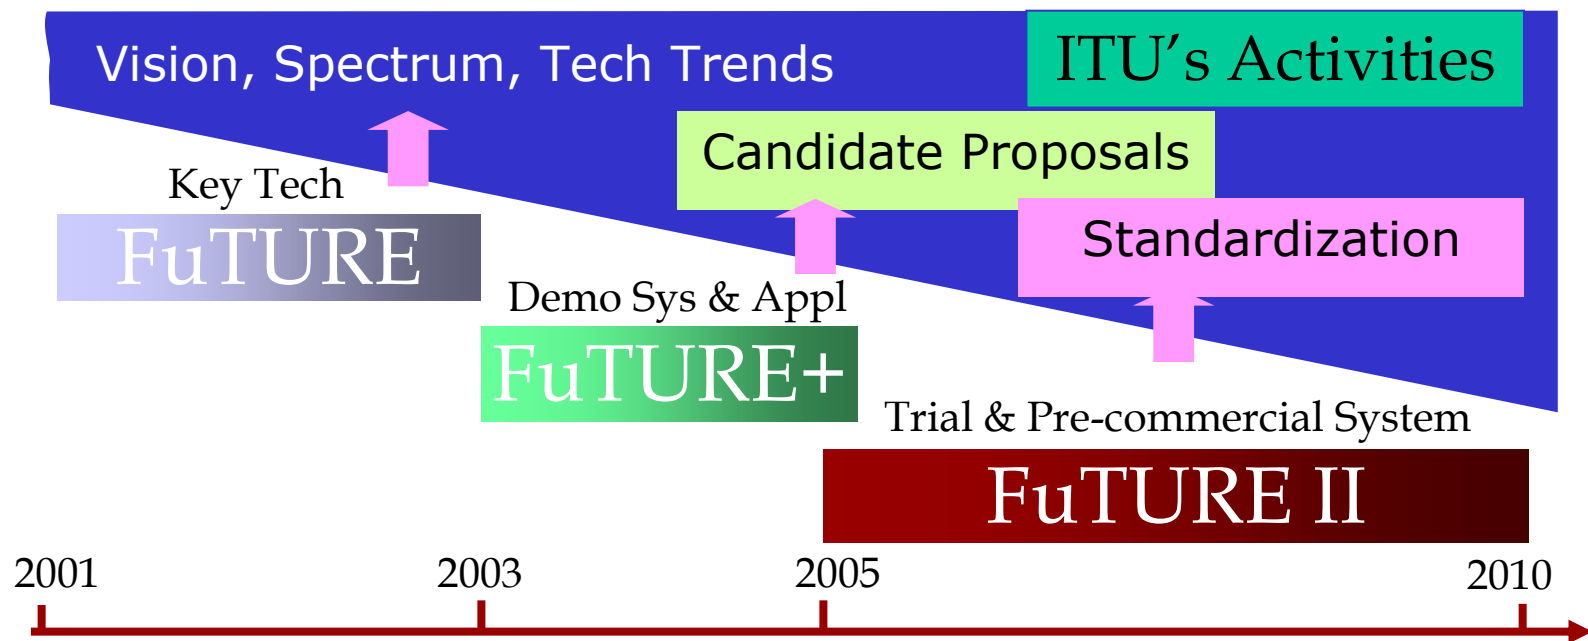 Vision, Spectrum, Tech Trends
ITU’s Activities
Candidate Proposals
Key Tech
Standardization
FuTURE
Demo Sys & Appl
FuTURE+
Trial & Pre-commercial System
FuTURE II
2001
2003
2005
2010